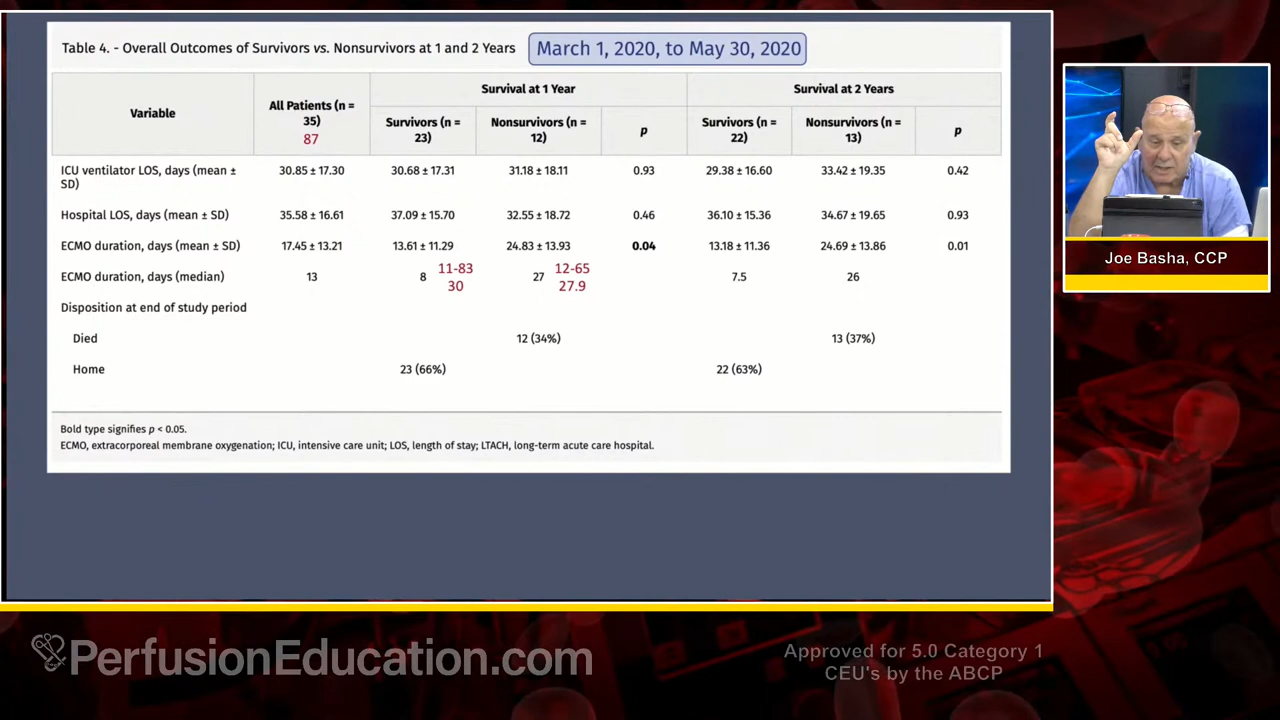 Table 4. - Overall Outcomes of Survivors vs. Nonsurvivors at 1 and 2 Years
March 1, 2020, to May 30, 2020
Variable
All Patients (n =
35)
87
Survival at 1 Year
Survival at 2 Years
Survivors (n =
23)
Nonsurvivors (n =
12)
p
Survivors (n =
22)
Nonsurvivors (n =
13)
p
ICU ventilator LOS, days (mean ±
SD)
30.85 ± 17.30
30.68 ± 17.31
31.18 ± 18.11
0.93
29.38 ± 16.60
33.42 ± 19.35
0.42
Hospital LOS, days (mean ± SD)
35.58 ± 16.61
37.09 ± 15.70
32.55 ± 18.72
0.46
36.10 ± 15.36
34.67 ± 19.65
0.93
ECMO duration, days (mean ± SD)
17.45 ± 13.21
13.61 ± 11.29
24.83 ± 13.93
0.04
13.18 ± 11.36
24.69 ± 13.86
0.01
ECMO duration, days (median)
13
8
11-83
30
27
12-65
27.9
7.5
26
Disposition at end of study period
Died
12 (34%)
13 (37%)
Home
23 (66%)
22 (63%)
Bold type signifies p < 0.05.
ECMO, extracorporeal membrane oxygenation; ICU, intensive care unit; LOS, length of stay; LTACH, long-term acute care hospital.
Joe Basha, CCP
PerfusionEducation.com
Approved for 5.0 Category 1
CEU's by the ABCP